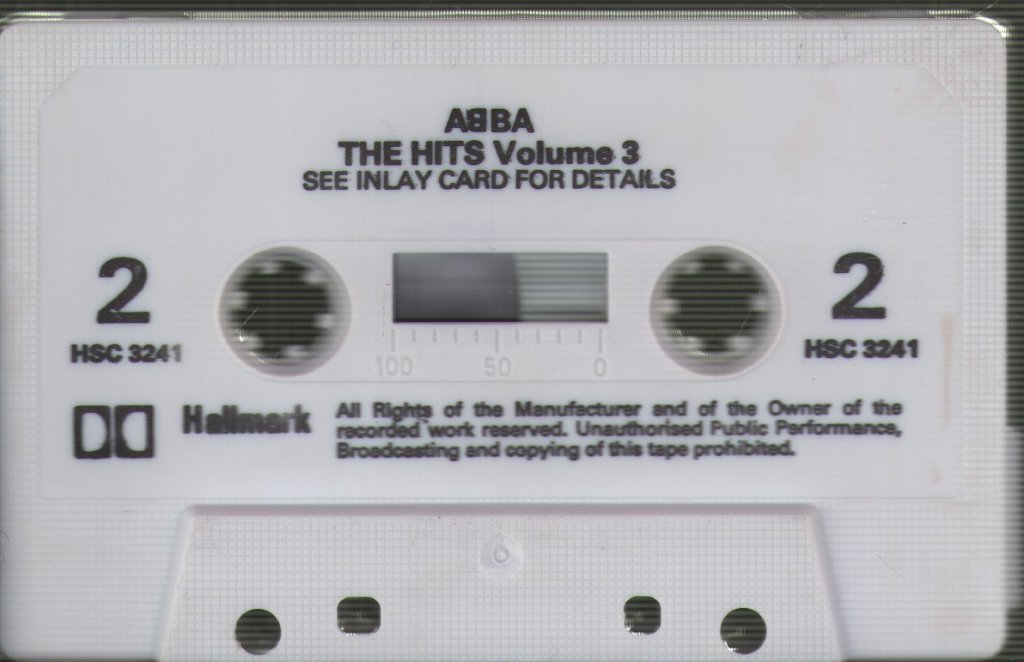 ABBA
THE HITS Volume 3
SEE INLAY CARD FOR DETAILS
2
2
HSC 3241
HSC 3241
100 50 0
Hallmark
All Rights of the Manufacturer and of the Owner of the
recorded work reserved. Unauthorised Public Performance,
Broadcasting and copying of this tape prohibited.